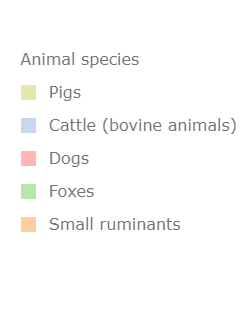 Animal species
Pigs
Cattle (bovine animals)
Dogs
Foxes
Small ruminants